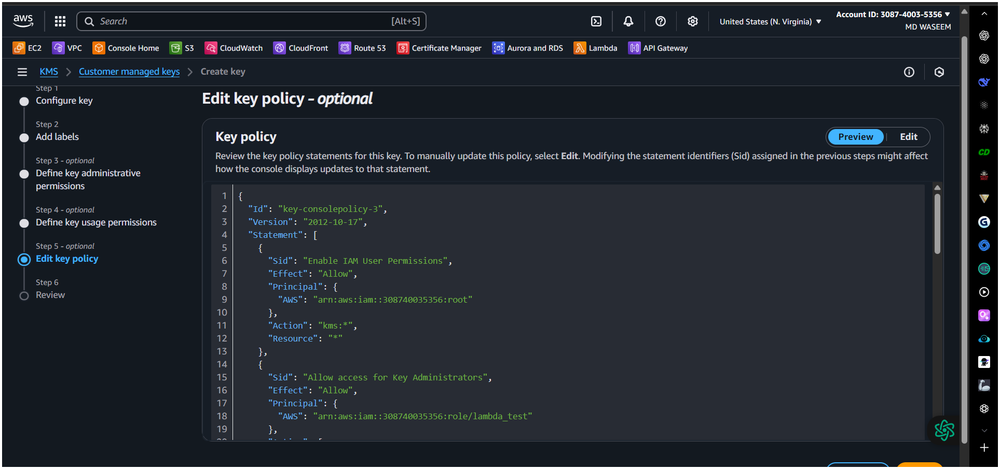 aws
Search
[Alt+S]
United States (N. Virginia)
Account ID: 3087-4003-5356
MD WASEEM
EC2
VPC
Console Home
S3
CloudWatch
CloudFront
Route 53
Certificate Manager
Aurora and RDS
Lambda
API Gateway
KMS
Customer managed keys
Create key
Step 1
Configure key
Step 2
Add labels
Step 3 - optional
Define key administrative
permissions
Step 4 - optional
Define key usage permissions
Step 5 - optional
Edit key policy
Step 6
Review
Edit key policy - optional
Key policy
Preview
Edit
Review the key policy statements for this key. To manually update this policy, select Edit. Modifying the statement identifiers (Sid) assigned in the previous steps might affect
how the console displays updates to that statement.
1 {
2 "Id": "key-consolepolicy-3",
3 "Version": "2012-10-17",
4 "Statement": [
5 {
6 "Sid": "Enable IAM User Permissions",
7 "Effect": "Allow",
8 "Principal": {
9 "AWS": "arn:aws:iam::308740035356:root"
10 },
11 "Action": "kms:*",
12 "Resource": "*"
13 },
14 {
15 "Sid": "Allow access for Key Administrators",
16 "Effect": "Allow",
17 "Principal": {
18 "AWS": "arn:aws:iam::308740035356:role/lambda_test"
19 },
CD